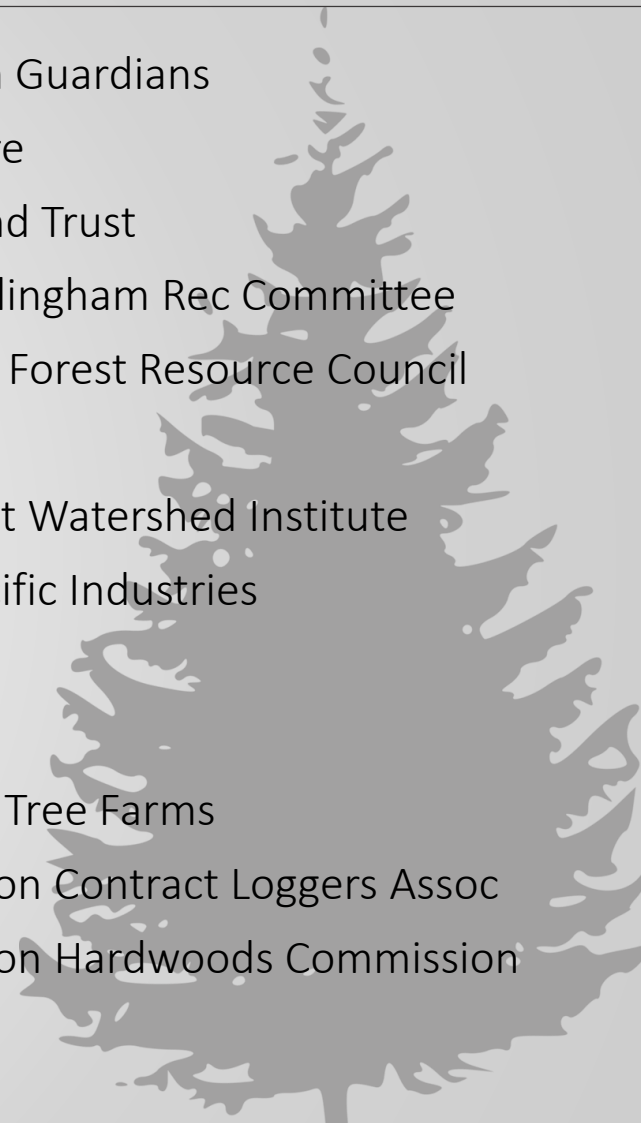 Guardians
nd Trust
lingham Rec Committee
Forest Resource Council
t Watershed Institute
ific Industries
Tree Farms
on Contract Loggers Assoc
on Hardwoods Commission